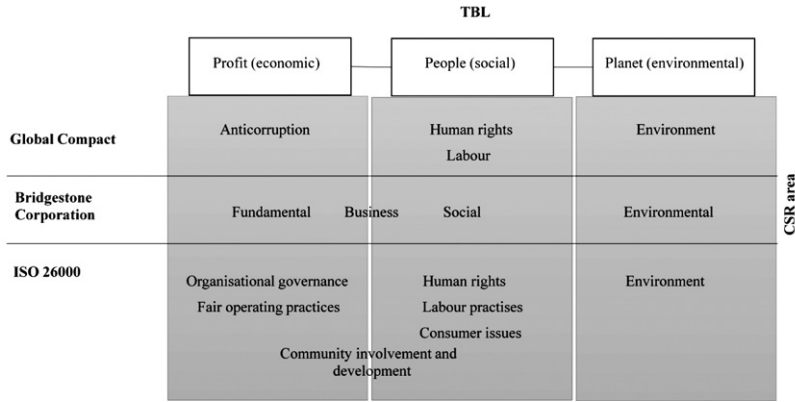 TBL
Profit (economic)
People (social)
Planet (environmental)
Global Compact
Anticorruption
Human rights
Labour
Environment
Bridgestone
Corporation
Fundamental
Business
Social
Environmental
CSR area
ISO 26000
Organisational governance
Fair operating practices
Human rights
Labour practises
Consumer issues
Environment
Community involvement and
development